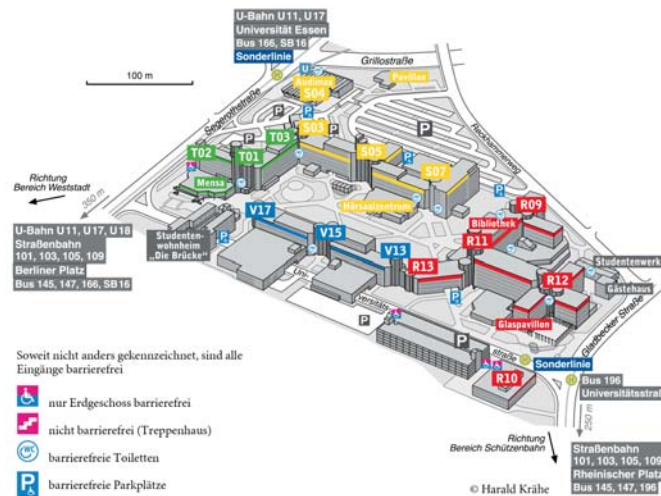 U-Bahn U11, U17
Universität Essen
Bus 166, SB16
Sonderlinie
100 m
Grillostraße
Segerothstraße
Reckhammerweg
U
Audimax
Pavillon
S04
P
P
P
S03
P
T03
T02
T01
S05
P
S07
Mensa
Hörsaalzentrum
Richtung
Bereich Weststadt
350 m
U-Bahn U11, U17, U18
Straßenbahn
101, 103, 105, 109
Berliner Platz
Bus 145, 147, 166, SB16
Studenten-
wohnheim
„Die Brücke“
P
V17
V15
V13
R09
Bibliothek
R11
R13
R12
P
P
Studentenwerk
Gästehaus
Glaspavillon
Gladbecker Straße
Uni-
versitäts-
straße
P
P
R10
Sonderlinie
H
Bus 196
250 m
Richtung
Bereich Schützenbahn
Straßenbahn
101, 103, 105, 109
Rheinischer Platz
Bus 145, 147, 196
Soweit nicht anders gekennzeichnet, sind alle
Eingänge barrierefrei
nur Erdgeschoss barrierefrei
nicht barrierefrei (Treppenhaus)
WC
barrierefreie Toiletten
P
barrierefreie Parkplätze
© Harald Krähe